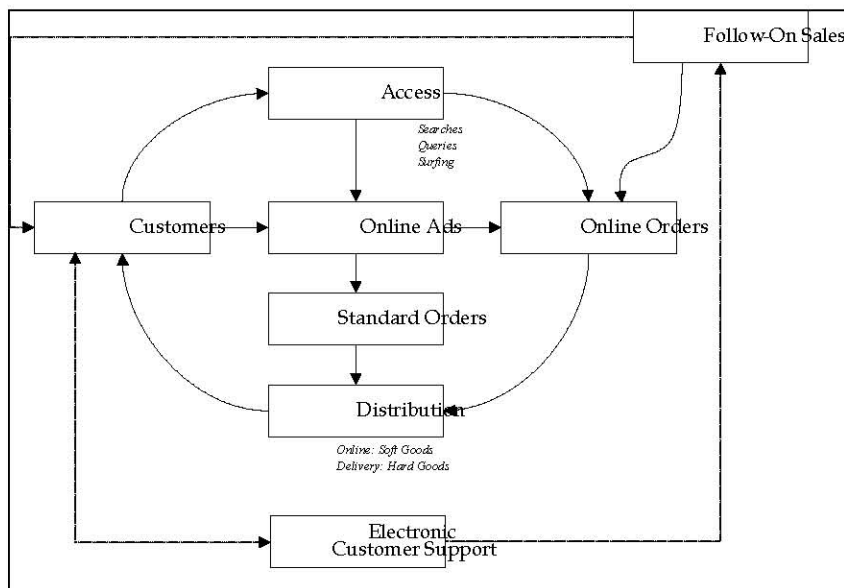 Follow-On Sales
Access
Searches
Queries
Surfing
Customers
Online Ads
Online Orders
Standard Orders
Distribution
Online: Soft Goods
Delivery: Hard Goods
Electronic
Customer Support